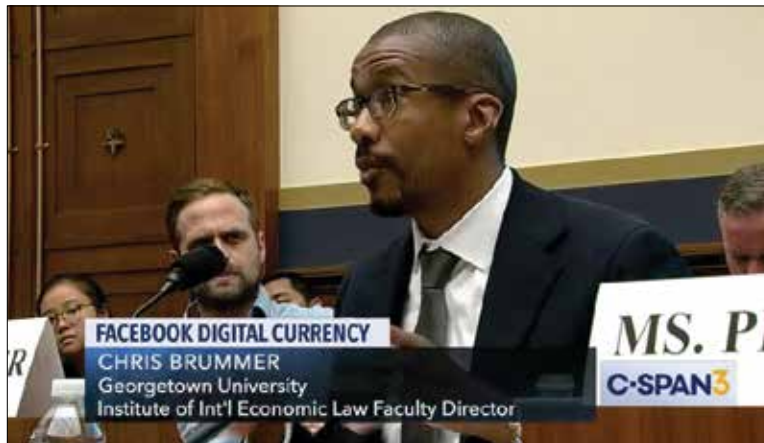 FACEBOOK DIGITAL CURRENCY
CHRIS BRUMMER
Georgetown University
Institute of Int'l Economic Law Faculty Director
MS.
C-SPAN3